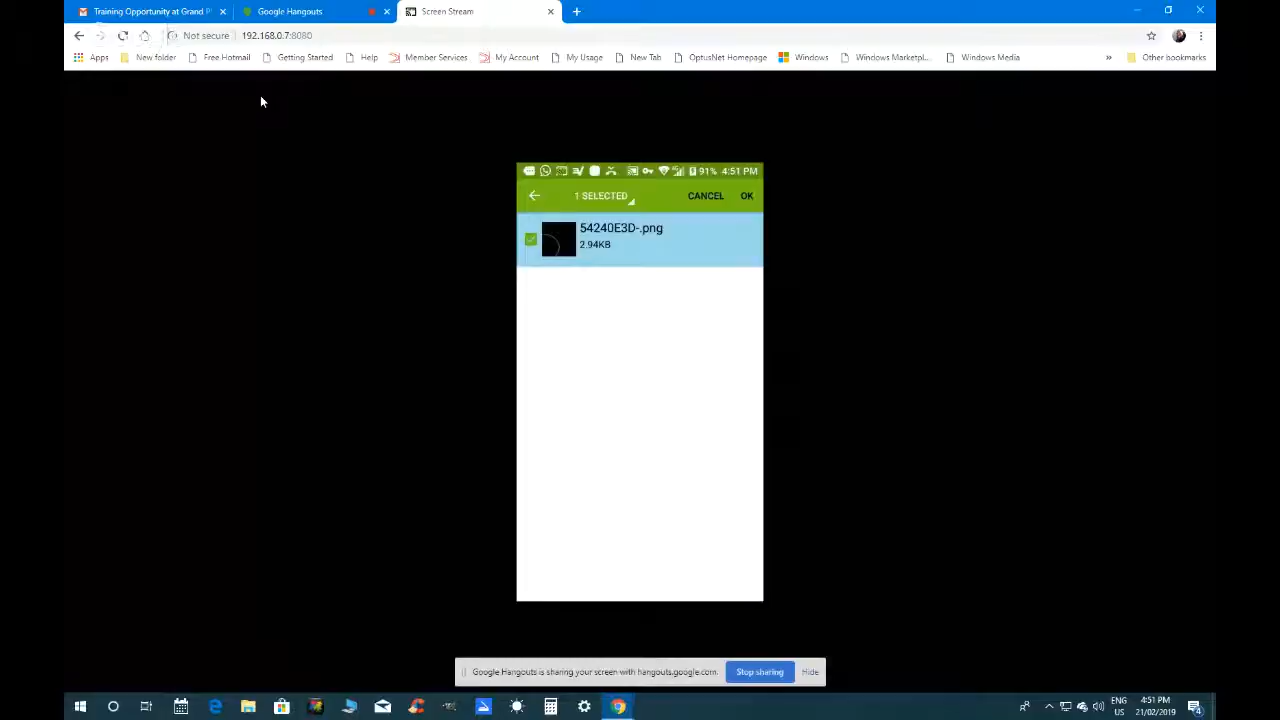 Training Opportunity at Grand P
Google Hangouts
Screen Stream
Not secure
192.168.0.7:8080
Apps
New folder
Free Hotmail
Getting Started
Help
Member Services
My Account
My Usage
New Tab
OptusNet Homepage
Windows
Windows Marketpl...
Windows Media
»
Other bookmarks
91% 4:51 PM
1 SELECTED
CANCEL
OK
54240E3D-.png
2.94KB
Google Hangouts is sharing your screen with hangouts.google.com.
Stop sharing
Hide
ENG
US
4:51 PM
21/02/2019